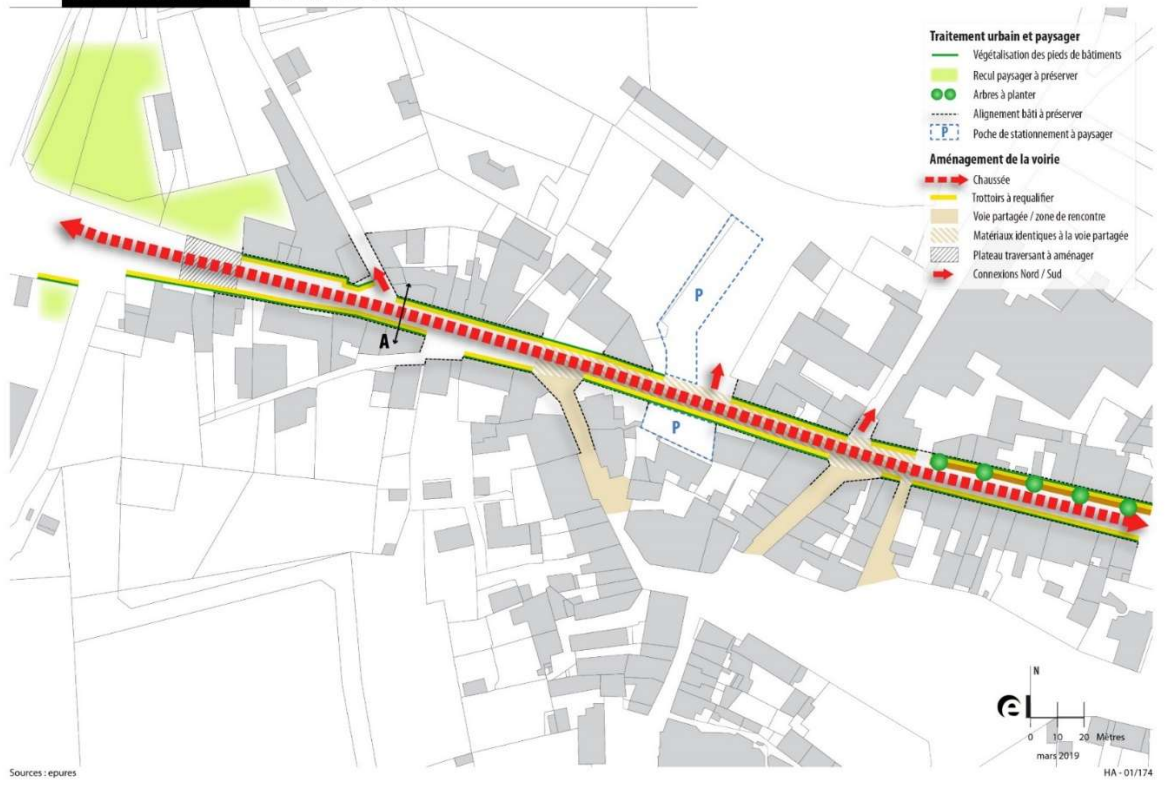 Traitement urbain et paysager
Végétalisation des pieds de bâtiments
Recul paysager à préserver
Arbres à planter
Alignement bâti à préserver
P Poche de stationnement à paysager
Aménagement de la voirie
Chaussée
Trottoirs à requalifier
Voie partagée / zone de rencontre
Matériaux identiques à la voie partagée
Plateau traversant à aménager
Connexions Nord / Sud
P
A
P
N
e
0 10 20 Mètres
mars 2019
Sources : epures
HA - 01/174